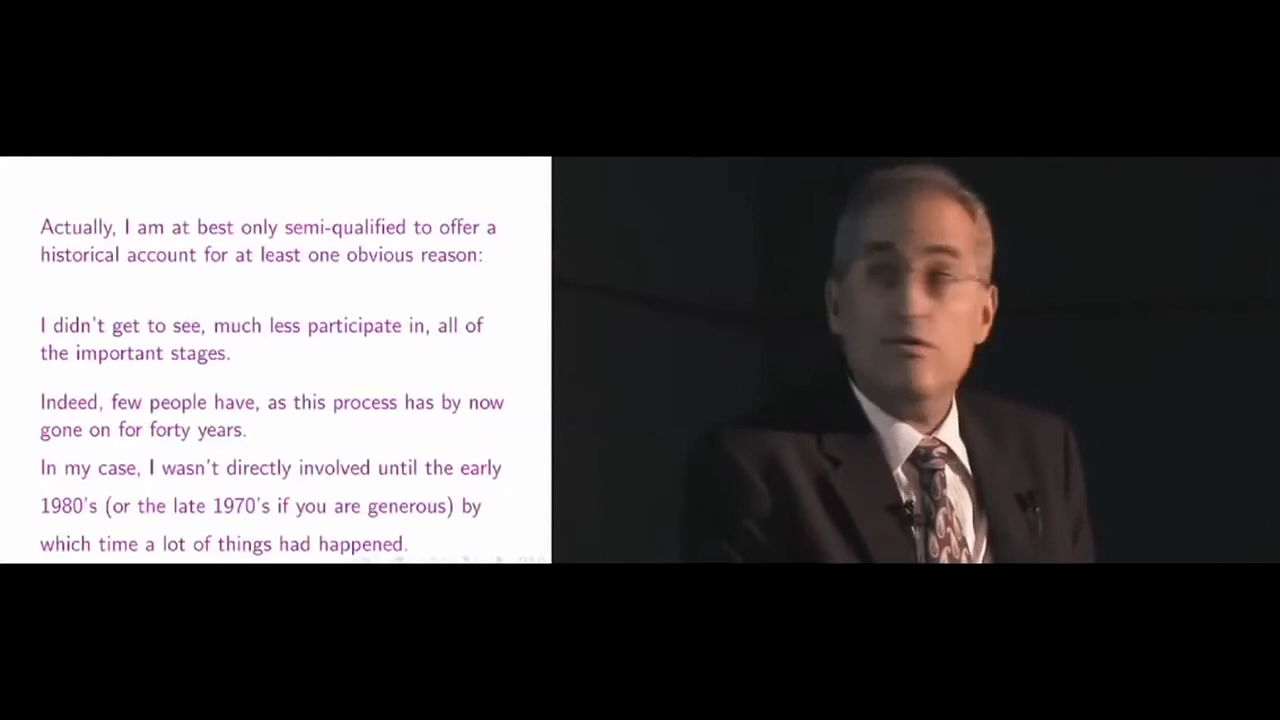 Actually, I am at best only semi-qualified to offer a
historical account for at least one obvious reason:
I didn't get to see, much less participate in, all of
the important stages.
Indeed, few people have, as this process has by now
gone on for forty years.
In my case, I wasn't directly involved until the early
1980's (or the late 1970's if you are generous) by
which time a lot of things had happened.